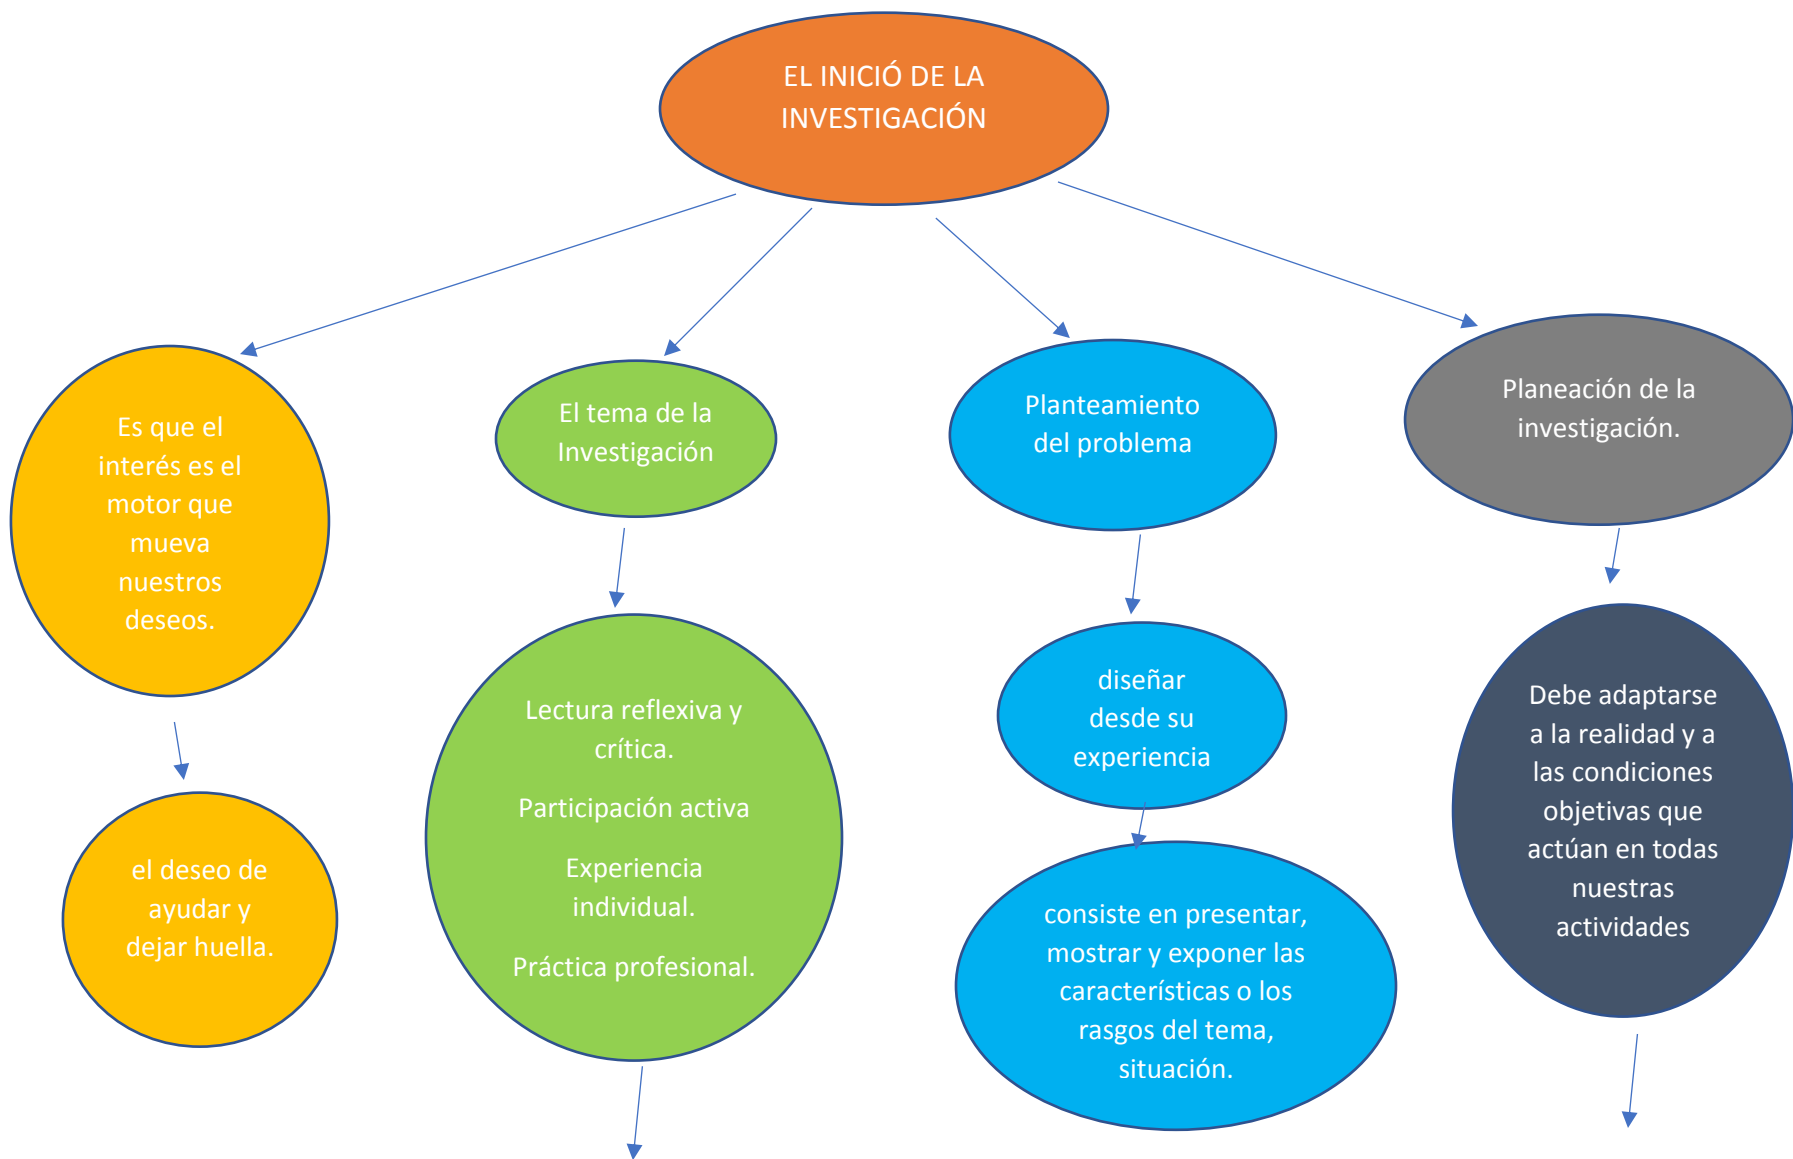 EL INICIÓ DE LA
INVESTIGACIÓN
Es que el
interés es el
motor que
mueva
nuestros
deseos.
el deseo de
ayudar y
dejar huella.
El tema de la
Investigación
Lectura reflexiva y
crítica.
Participación activa
Experiencia
individual.
Práctica profesional.
Planteamiento
del problema
diseñar
desde su
experiencia
consiste en presentar,
mostrar y exponer las
características o los
rasgos del tema,
situación.
Planeación de la
investigación.
Debe adaptarse
a la realidad y a
las condiciones
objetivas que
actúan en todas
nuestras
actividades